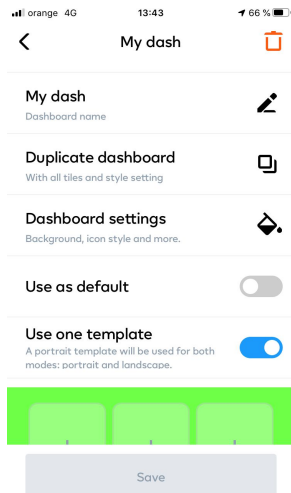 orange 4G 13:43 66 %
My dash
My dash
Dashboard name
Duplicate dashboard
With all tiles and style setting
Dashboard settings
Background, icon style and more.
Use as default
Use one template
A portrait template will be used for both
modes: portrait and landscape.
Save